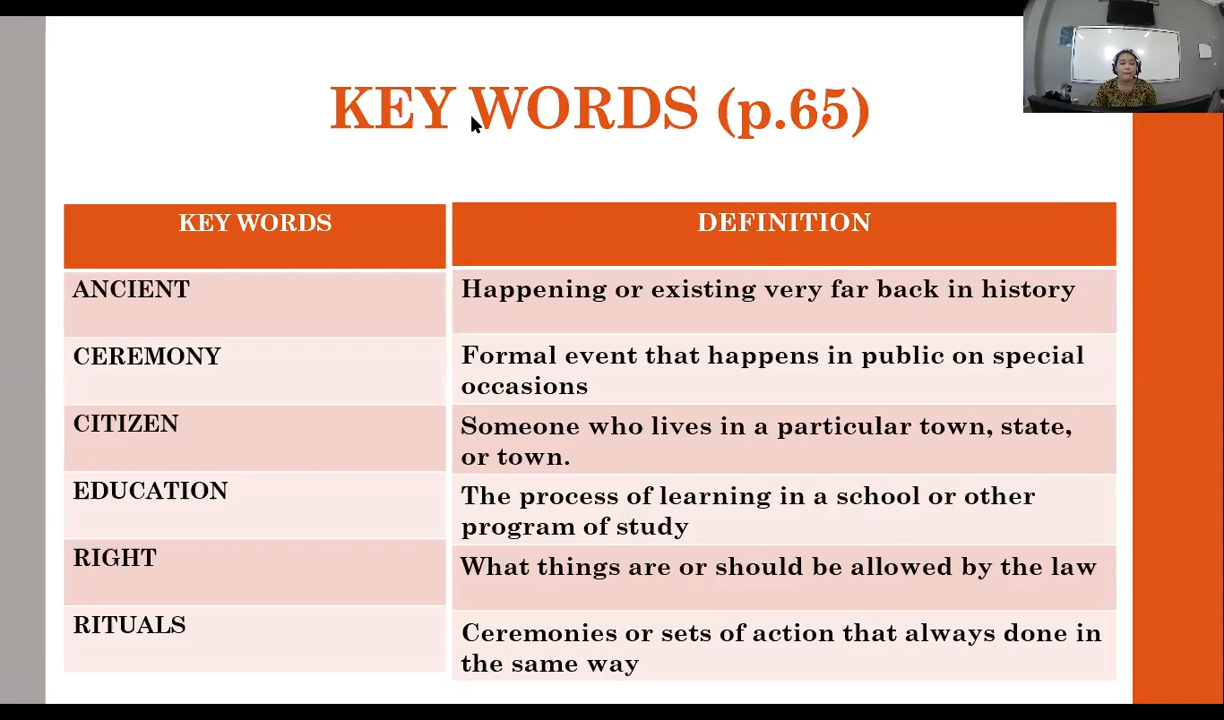 KEY WORDS (p.65)
KEY WORDS
DEFINITION
ANCIENT
Happening or existing very far back in history
CEREMONY
Formal event that happens in public on special
occasions
CITIZEN
Someone who lives in a particular town, state,
or town.
EDUCATION
The process of learning in a school or other
program of study
RIGHT
What things are or should be allowed by the law
RITUALS
Ceremonies or sets of action that always done in
the same way